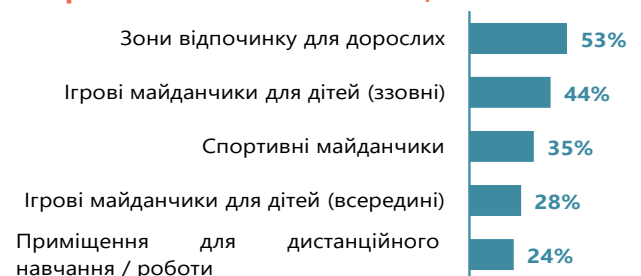 Зони відпочинку для дорослих 53%
Ігрові майданчики для дітей (ззовні) 44%
Спортивні майданчики 35%
Ігрові майданчики для дітей (всередині) 28%
Приміщення для дистанційного
навчання / роботи 24%